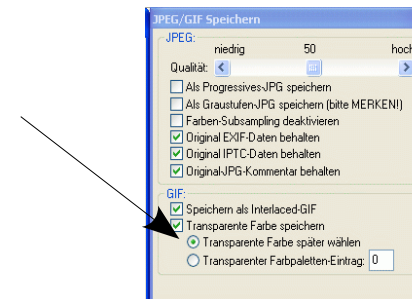 JPEG/GIF Speichern
JPEG:
niedrig 50 hoch
Qualität:
Als Progressives-JPG speichern
Als Graustufen-JPG speichern (bitte MERKEN!)
Farben-Subsampling deaktivieren
Original EXIF-Daten behalten
Original IPTC-Daten behalten
Original-JPG-Kommentar behalten
GIF:
Speichern als Interlaced-GIF
Transparente Farbe speichern
Transparente Farbe später wählen
Transparenter Farbpaletten-Eintrag: 0